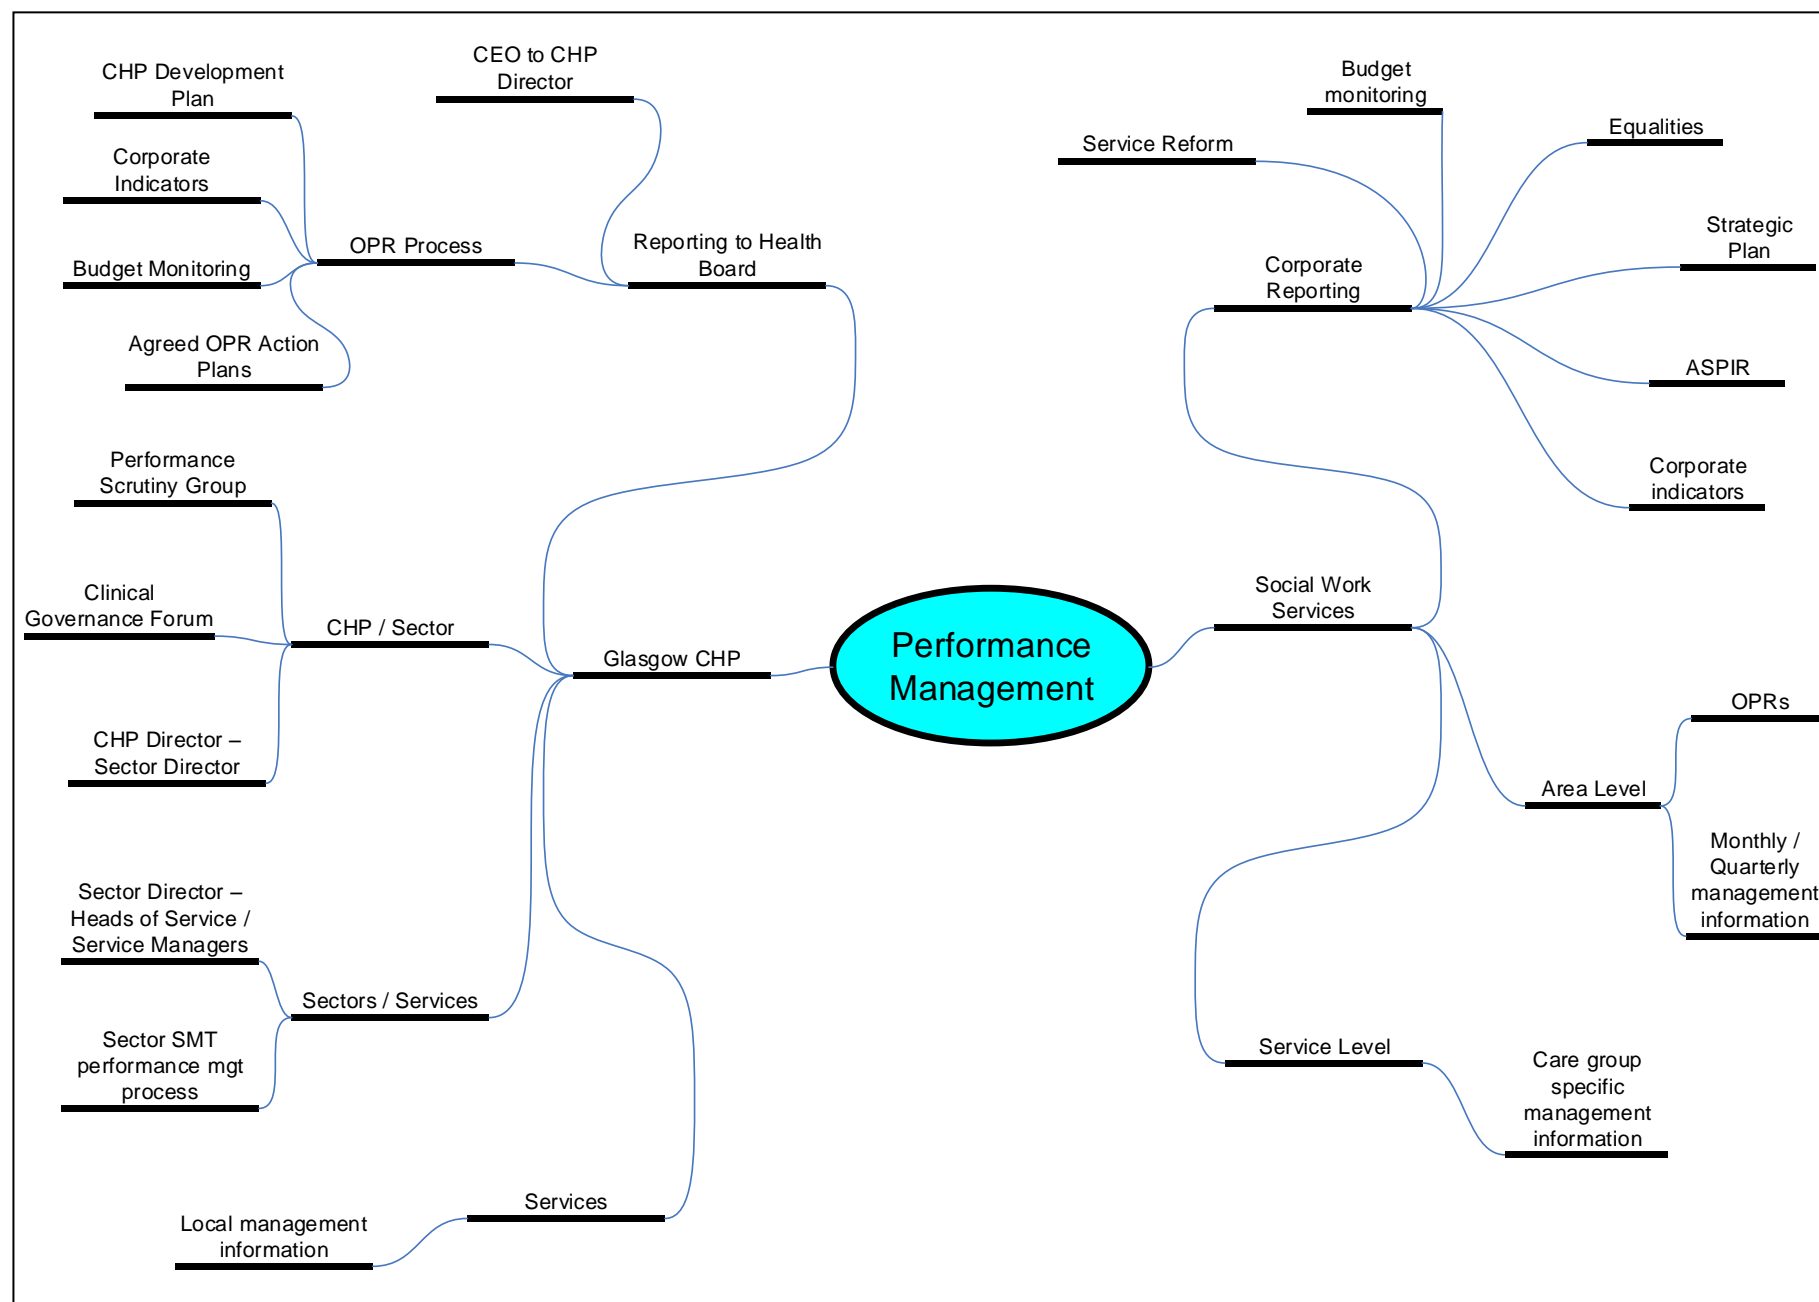 CEO to CHP
Director
CHP Development
Plan
Corporate
Indicators
OPR Process
Budget Monitoring
Agreed OPR Action
Plans
Reporting to Health
Board
Performance
Scrutiny Group
Clinical
Governance Forum
CHP / Sector
CHP Director –
Sector Director
Glasgow CHP
Sector Director –
Heads of Service /
Service Managers
Sectors / Services
Sector SMT
performance mgt
process
Services
Local management
information
Performance
Management
Budget
monitoring
Service Reform
Equalities
Strategic
Plan
Corporate
Reporting
ASPIR
Corporate
indicators
Social Work
Services
OPRs
Area Level
Monthly /
Quarterly
management
information
Service Level
Care group
specific
management
information